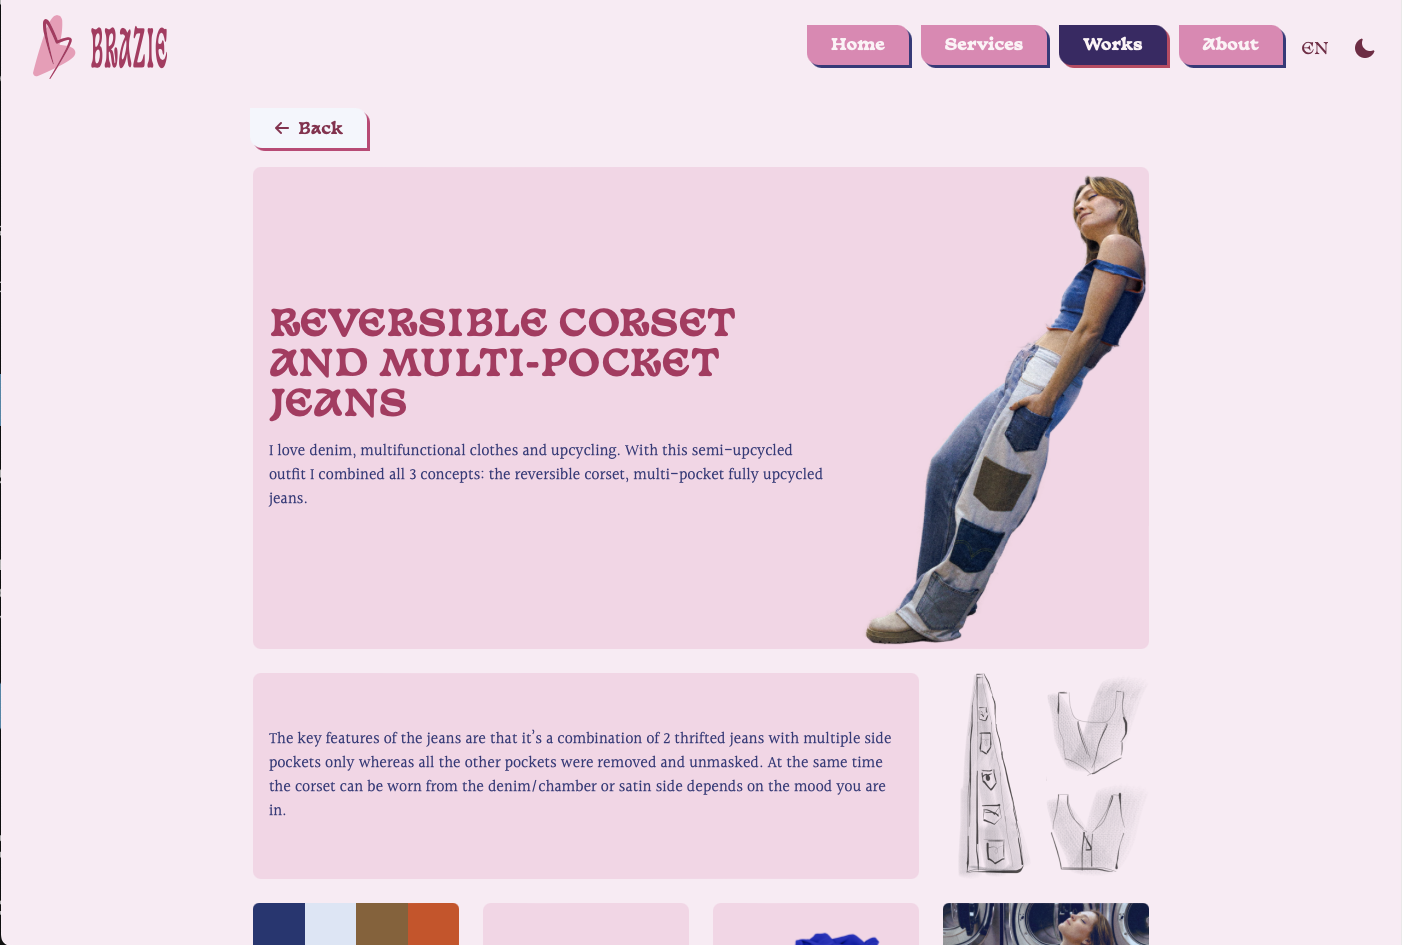 BRAZIE
Home
Services
Works
About
EN
← Back
REVERSIBLE CORSET
AND MULTI-POCKET
JEANS
I love denim, multifunctional clothes and upcycling. With this semi-upcycled
outfit I combined all 3 concepts: the reversible corset, multi-pocket fully upcycled
jeans.
The key features of the jeans are that it's a combination of 2 thrifted jeans with multiple side
pockets only whereas all the other pockets were removed and unmasked. At the same time
the corset can be worn from the denim/chamber or satin side depends on the mood you are
in.